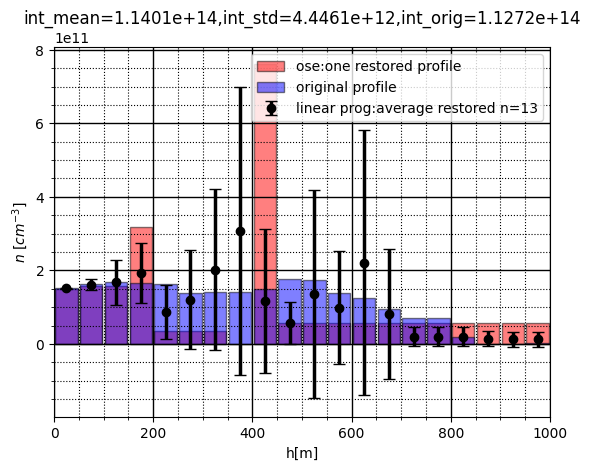 int_mean=1.1401e+14,int_std=4.4461e+12,int_orig=1.1272e+14
1e11
ose:one restored profile
original profile
linear prog:average restored n=13
8
6
4
2
0
n [cm⁻³]
0 200 400 600 800 1000
h[m]